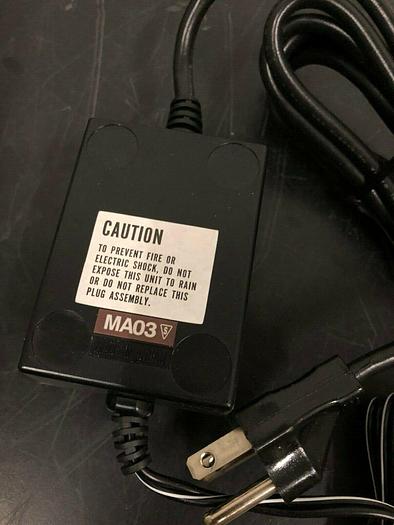 CAUTION
TO PREVENT FIRE OR
ELECTRIC SHOCK, DO NOT
EXPOSE THIS UNIT TO RAIN
OR DO NOT REPLACE THIS
PLUG ASSEMBLY.
MA03 S